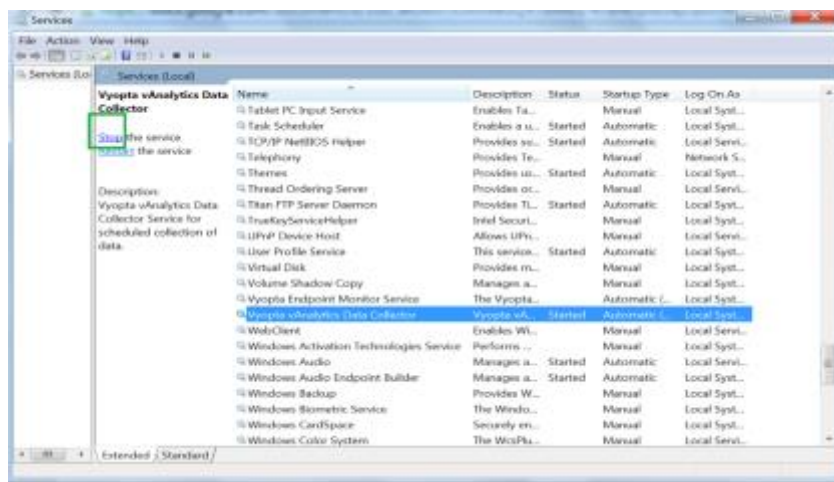 Services
File Action View Help
Services (Lo
Services (Local)
Vyopta vAnalytics Data Collector
Stop the service
Restart the service
Description:
Vyopta vAnalytics Data
Collector Service for
scheduled collection of
data.
Name Description Status Startup Type Log On As
Tablet PC Input Service Enables Ta... Manual Local Syst...
Task Scheduler Enables a u... Started Automatic Local Syst...
TCP/IP NetBIOS Helper Provides su... Started Automatic Local Servi...
Telephony Provides Te... Manual Network S...
Themes Provides us... Started Automatic Local Syst...
Thread Ordering Server Provides or... Manual Local Servi...
Titan FTP Server Daemon Provides Ti... Started Automatic Local Syst...
TrueKeyServiceHelper Intel Securi... Manual Local Syst...
UPnP Device Host Allows UPn... Manual Local Servi...
User Profile Service This service... Started Automatic Local Syst...
Virtual Disk Provides m... Manual Local Syst...
Volume Shadow Copy Manages a... Manual Local Syst...
Vyopta Endpoint Monitor Service The Vyopta... Automatic (... Local Syst...
Vyopta vAnalytics Data Collector Vyopta vA... Started Automatic (... Local Syst...
WebClient Enables Wi... Manual Local Servi...
Windows Activation Technologies Service Performs ... Manual Local Syst...
Windows Audio Manages a... Started Automatic Local Servi...
Windows Audio Endpoint Builder Manages a... Started Automatic Local Syst...
Windows Backup Provides W... Manual Local Syst...
Windows Biometric Service The Windo... Manual Local Syst...
Windows CardSpace Securely en... Manual Local Syst...
Windows Color System The WcsPlu... Manual Local Servi...
Extended Standard